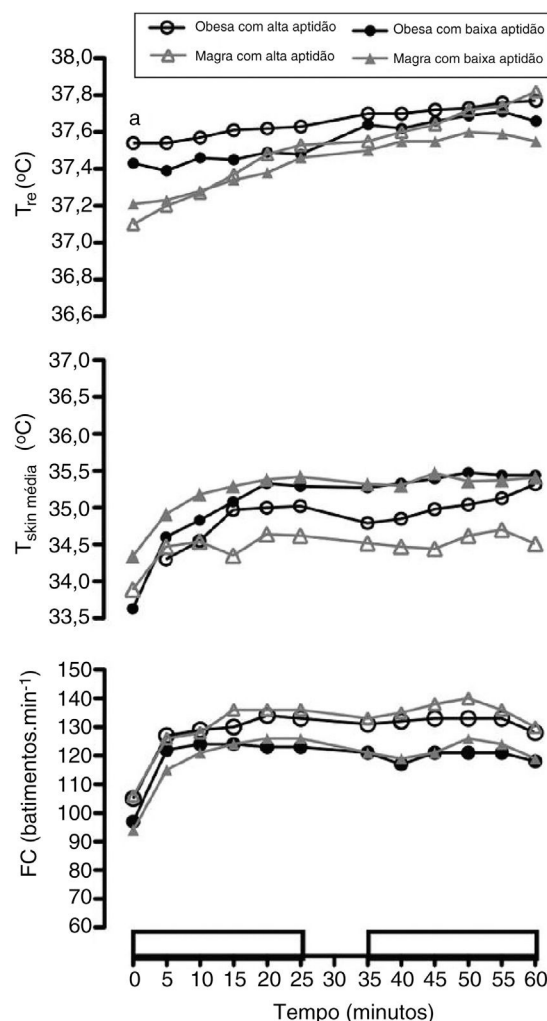 Obesa com alta aptidão
Obesa com baixa aptidão
Magra com alta aptidão
Magra com baixa aptidão
38,0
37,8
37,6
37,4
37,2
37,0
36,8
36,6
Tre (ºC)
a
37,0
36,5
36,0
35,5
35,0
34,5
34,0
33,5
Tskin média (ºC)
150
140
130
120
110
100
90
80
70
60
FC (batimentos.min-1)
0 5 10 15 20 25 30 35 40 45 50 55 60
Tempo (minutos)